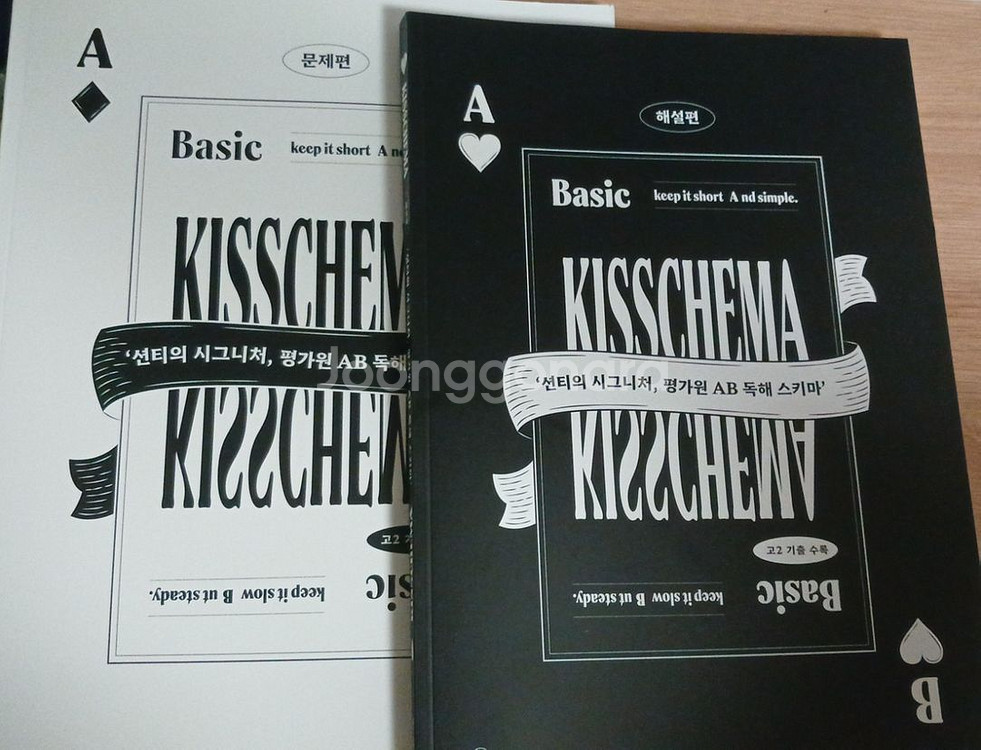 A
문제편
Basic
keep it short A n
KISSCHEM
'션티의 시그니처, 평가원 AB 독해
KISSCHEM
고2
Basic
keep it slow B ut steady.
A
해설편
Basic
keep it short A nd simple.
KISSCHEMA
'션티의 시그니처, 평가원 AB 독해 스키마'
KISSCHEMA
고2 기출 수록
Basic
keep it slow B ut steady.
B
Joonggonara